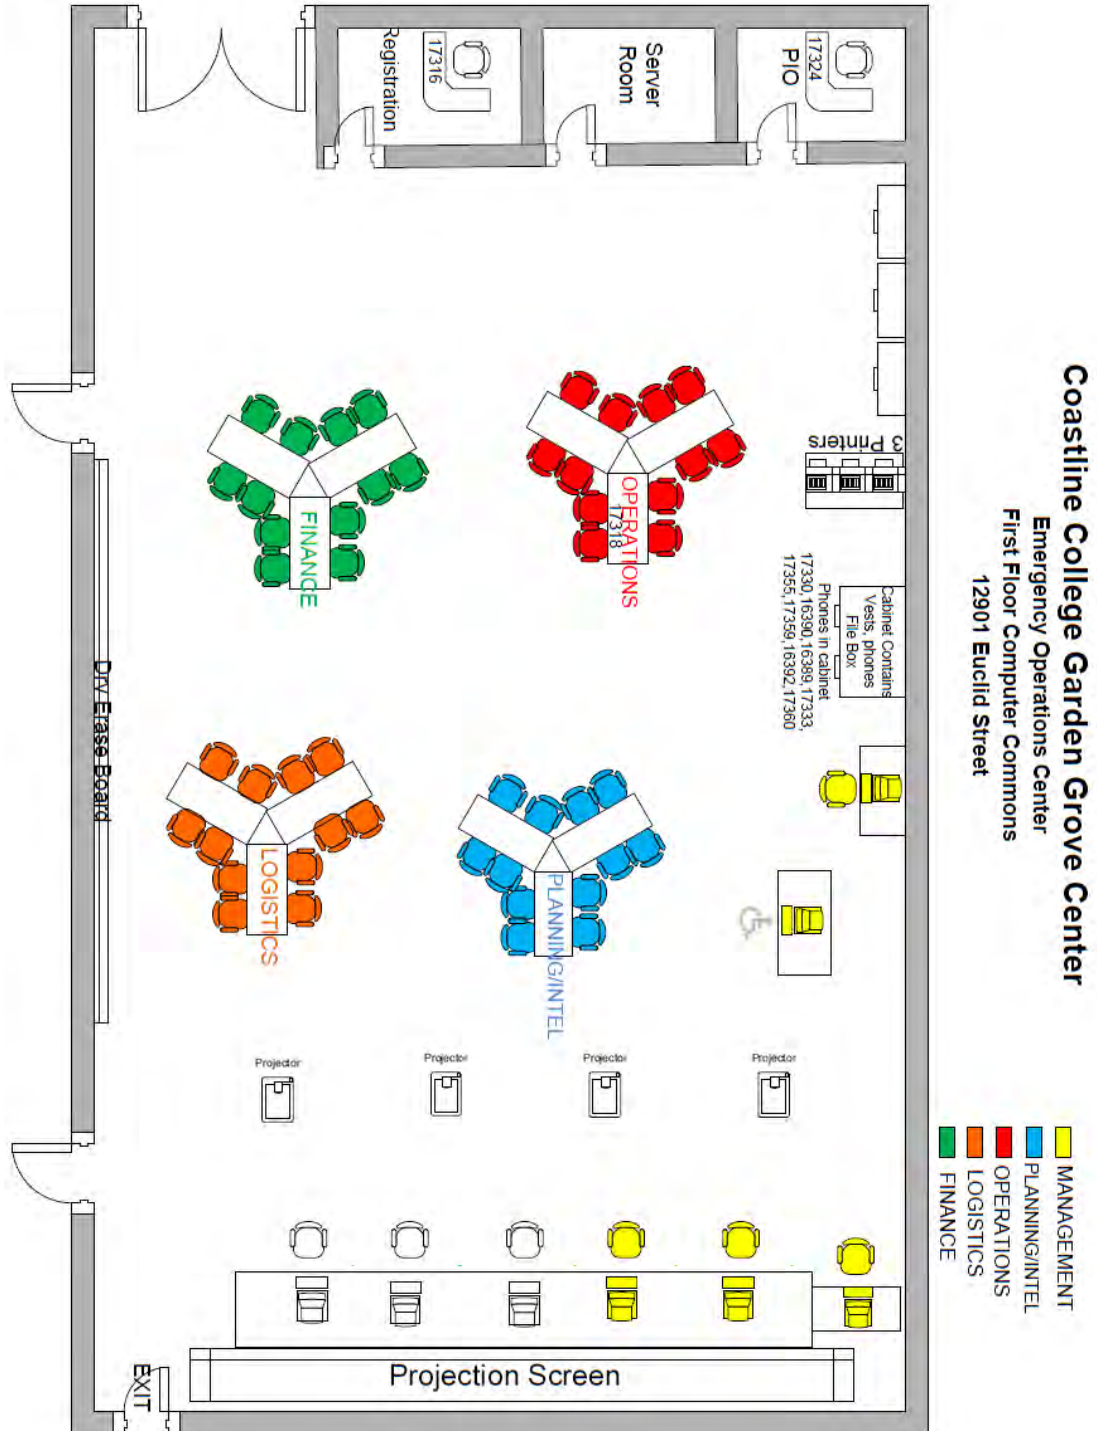 Coastline College Garden Grove Center
Emergency Operations Center
First Floor Computer Commons
12901 Euclid Street
MANAGEMENT
PLANNING/INTEL
OPERATIONS
LOGISTICS
FINANCE
Registration
17316
Server
Room
PIO
17324
3 Printers
Cabinet Contains
Vests, phones
File Box
Phones in cabinet
17330,16390,16389,17333,
17355,17359,16392,17360
FINANCE
OPERATIONS
17318
LOGISTICS
PLANNING/INTEL
Dry Erase Board
Projector
Projector
Projector
Projector
Projection Screen
EXIT